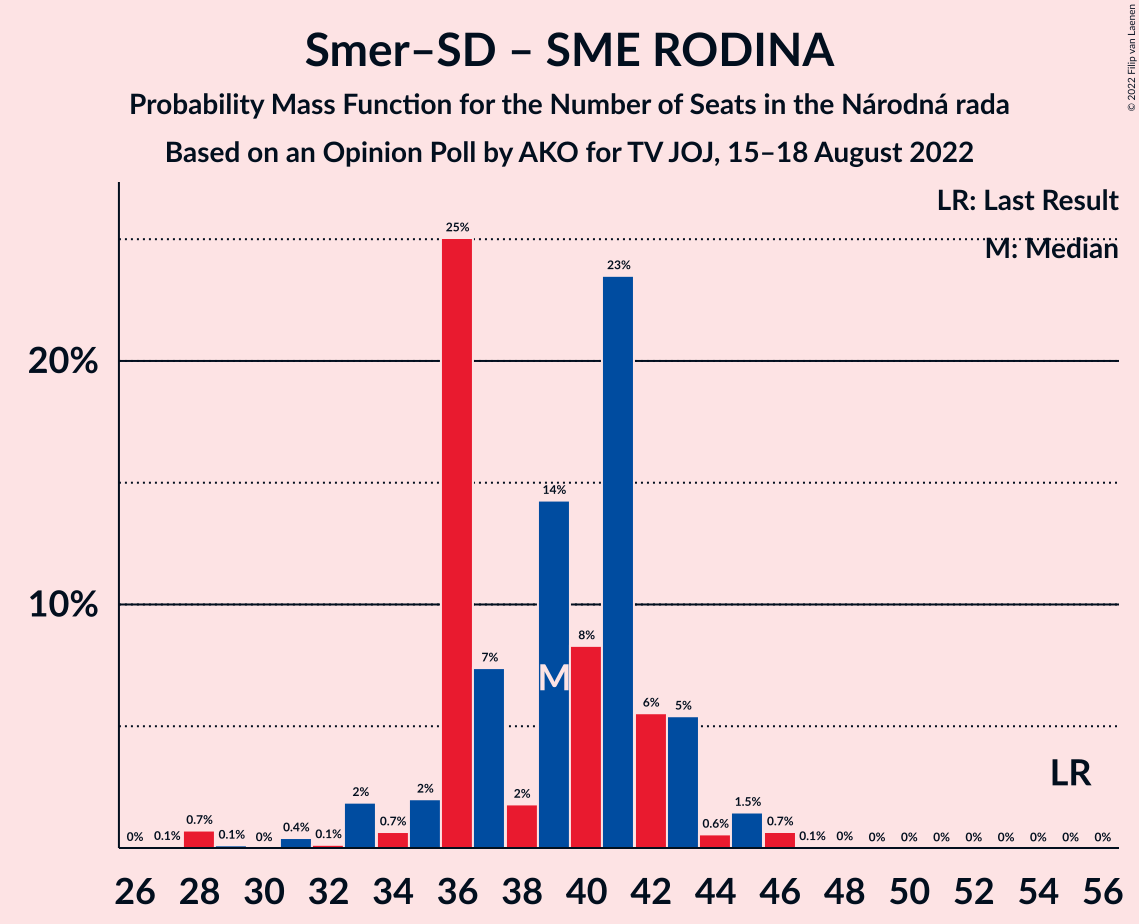 Smer–SD – SME RODINA
Probability Mass Function for the Number of Seats in the Národná rada
Based on an Opinion Poll by AKO for TV JOJ, 15–18 August 2022
© 2022 Filip van Laenen
LR: Last Result
M: Median
20%
10%
0% 0.1% 0.7% 0.1% 0% 0.4% 0.1% 2% 0.7% 2% 25% 7% 2% 14% 8% 23% 6% 5% 0.6% 1.5% 0.7% 0.1% 0% 0% 0% 0% 0% 0% 0% 0% 0%
M
LR
26 28 30 32 34 36 38 40 42 44 46 48 50 52 54 56